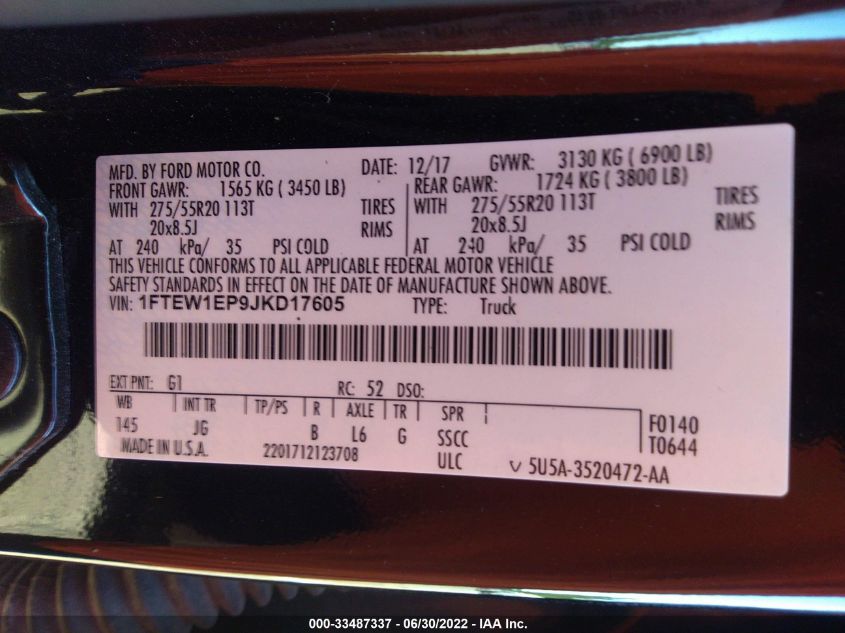 MFD. BY FORD MOTOR CO. DATE: 12/17 GVWR: 3130 KG ( 6900 LB)
FRONT GAWR: 1565 KG ( 3450 LB) REAR GAWR: 1724 KG ( 3800 LB)
WITH 275/55R20 113T TIRES WITH 275/55R20 113T TIRES
20x8.5J RIMS 20x8.5J RIMS
AT 240 kPa/ 35 PSI COLD AT 240 kPa/ 35 PSI COLD
THIS VEHICLE CONFORMS TO ALL APPLICABLE FEDERAL MOTOR VEHICLE
SAFETY STANDARDS IN EFFECT ON THE DATE OF MANUFACTURE SHOWN ABOVE.
VIN: 1FTEW1EP9JKD17605 TYPE: Truck
EXT PNT: G1 RC: 52 DSO:
WB INT TR TP/PS R AXLE TR SPR
145 JG B L6 G SSCC F0140
MADE IN U.S.A. 2201712123708 ULC T0644
5U5A-3520472-AA
000-33487337 - 06/30/2022 - IAA Inc.